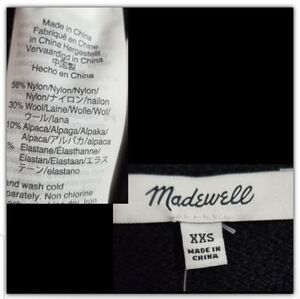 Made in China
Fabriqué en Chine
in China Hergestellt
Vervaardigd in China
中国製
Hecho en China
56% Nylon/Nylon/Nylon/
Nylon/ナイロン/nailon
30% Wool/Laine/Wolle/Wol/
ウール/lana
10% Alpaca/Alpaga/Alpaka/
Alpaca/アルパカ/alpaca
% Elastane/Elasthanne/
Elastan/Elastaan/エラス
テン/elastano
and wash cold
separately. Non chlorine
Madewell
XXS
MADE IN
CHINA